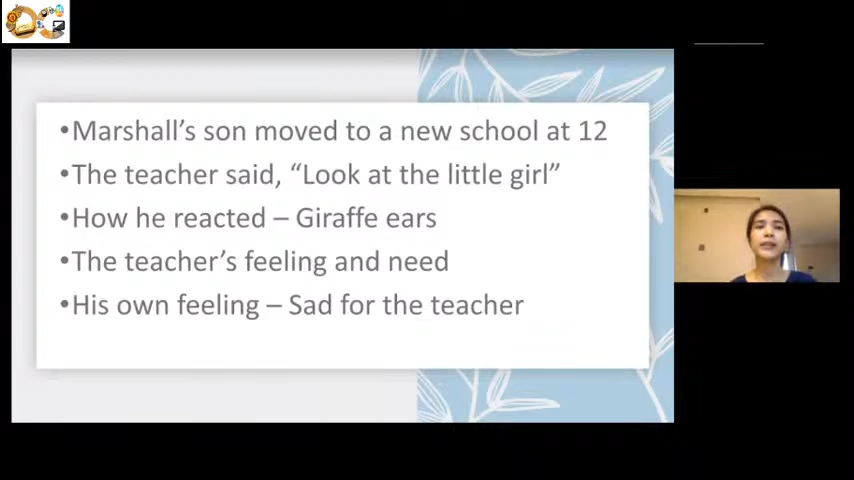 •Marshall’s son moved to a new school at 12
•The teacher said, “Look at the little girl”
•How he reacted – Giraffe ears
•The teacher’s feeling and need
•His own feeling – Sad for the teacher